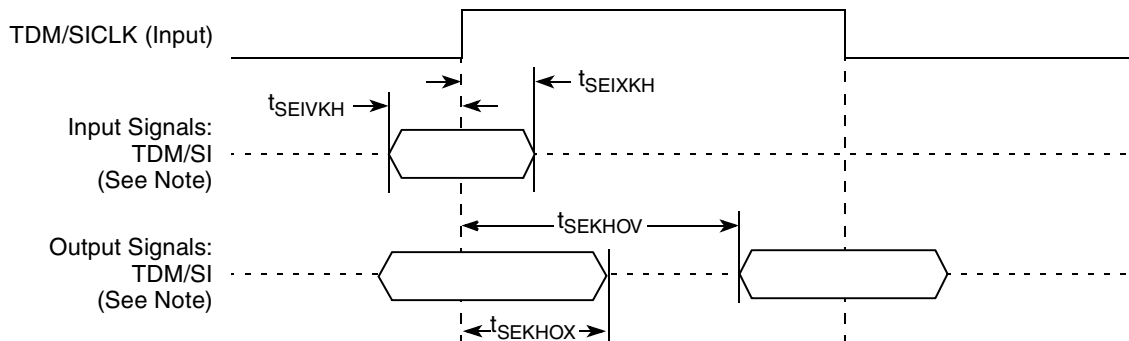 TDM/SICLK (Input)
tSEIXKH
tSEIVKH
Input Signals:
TDM/SI
(See Note)
tSEKHOV
Output Signals:
TDM/SI
(See Note)
tSEKHOX